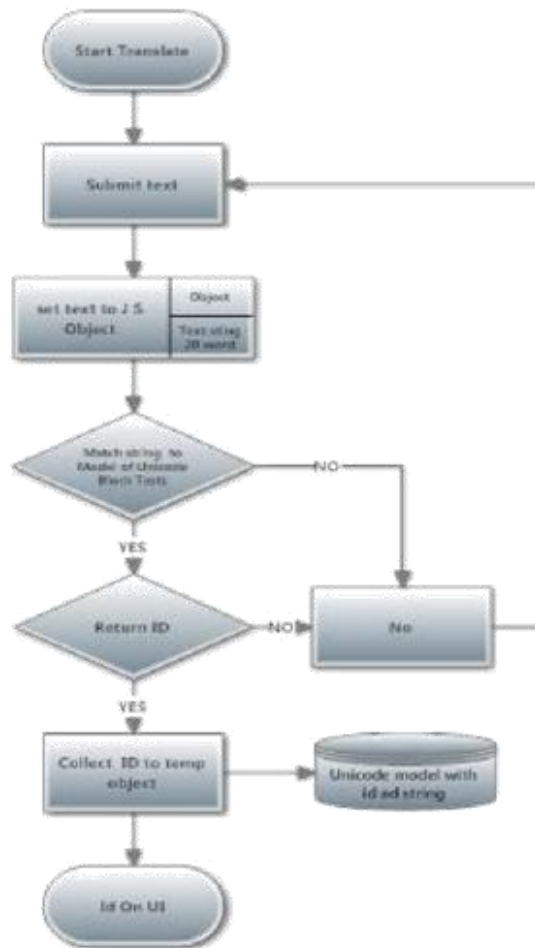 Start Translate
Submit text
set text to J S
Object
Object
Text sting
20 word
Match string to
Model of Unicode
Block Texts
NO
YES
Return ID
NO
No
YES
Collect ID to temp
object
Unicode model with
id ad string
Id On UI